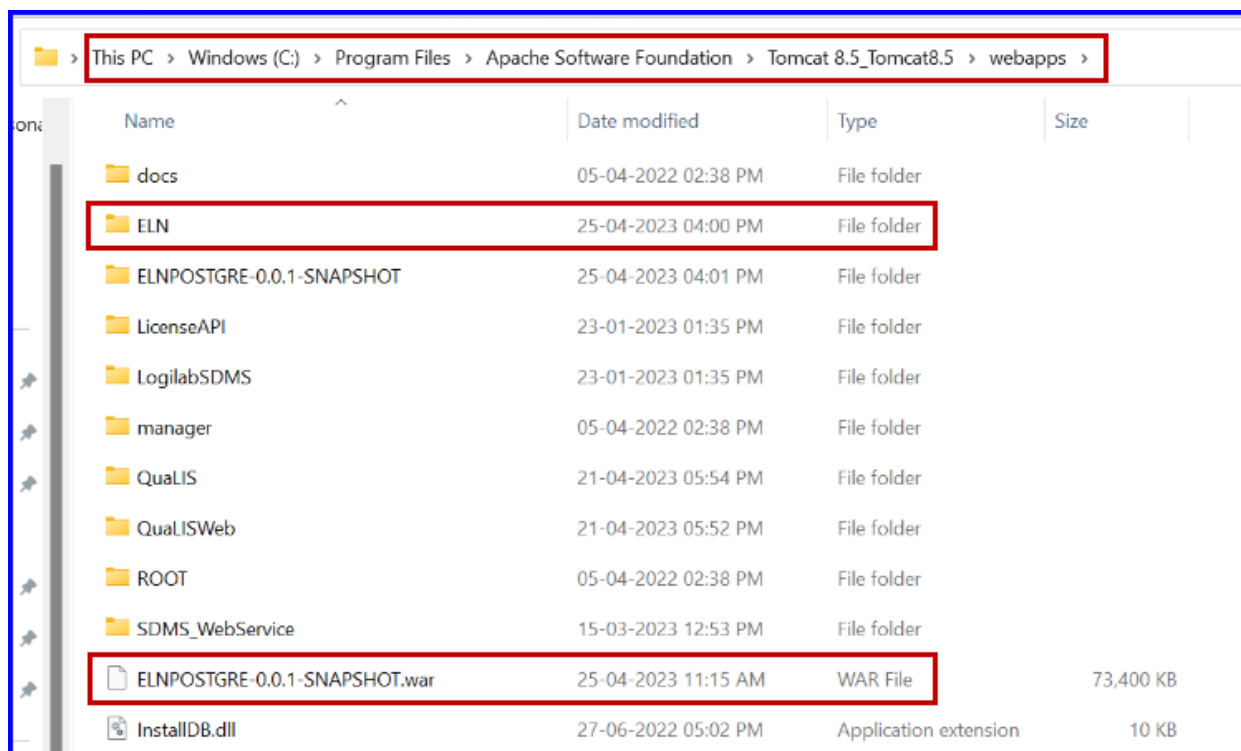 This PC > Windows (C:) > Program Files > Apache Software Foundation > Tomcat 8.5_Tomcat8.5 > webapps >
Name Date modified Type Size
docs 05-04-2022 02:38 PM File folder
ELN 25-04-2023 04:00 PM File folder
ELNPOSTGRE-0.0.1-SNAPSHOT 25-04-2023 04:01 PM File folder
LicenseAPI 23-01-2023 01:35 PM File folder
LogilabSDMS 23-01-2023 01:35 PM File folder
manager 05-04-2022 02:38 PM File folder
QuaLIS 21-04-2023 05:54 PM File folder
QuaLISWeb 21-04-2023 05:52 PM File folder
ROOT 05-04-2022 02:38 PM File folder
SDMS_WebService 15-03-2023 12:53 PM File folder
ELNPOSTGRE-0.0.1-SNAPSHOT.war 25-04-2023 11:15 AM WAR File 73,400 KB
InstallDB.dll 27-06-2022 05:02 PM Application extension 10 KB